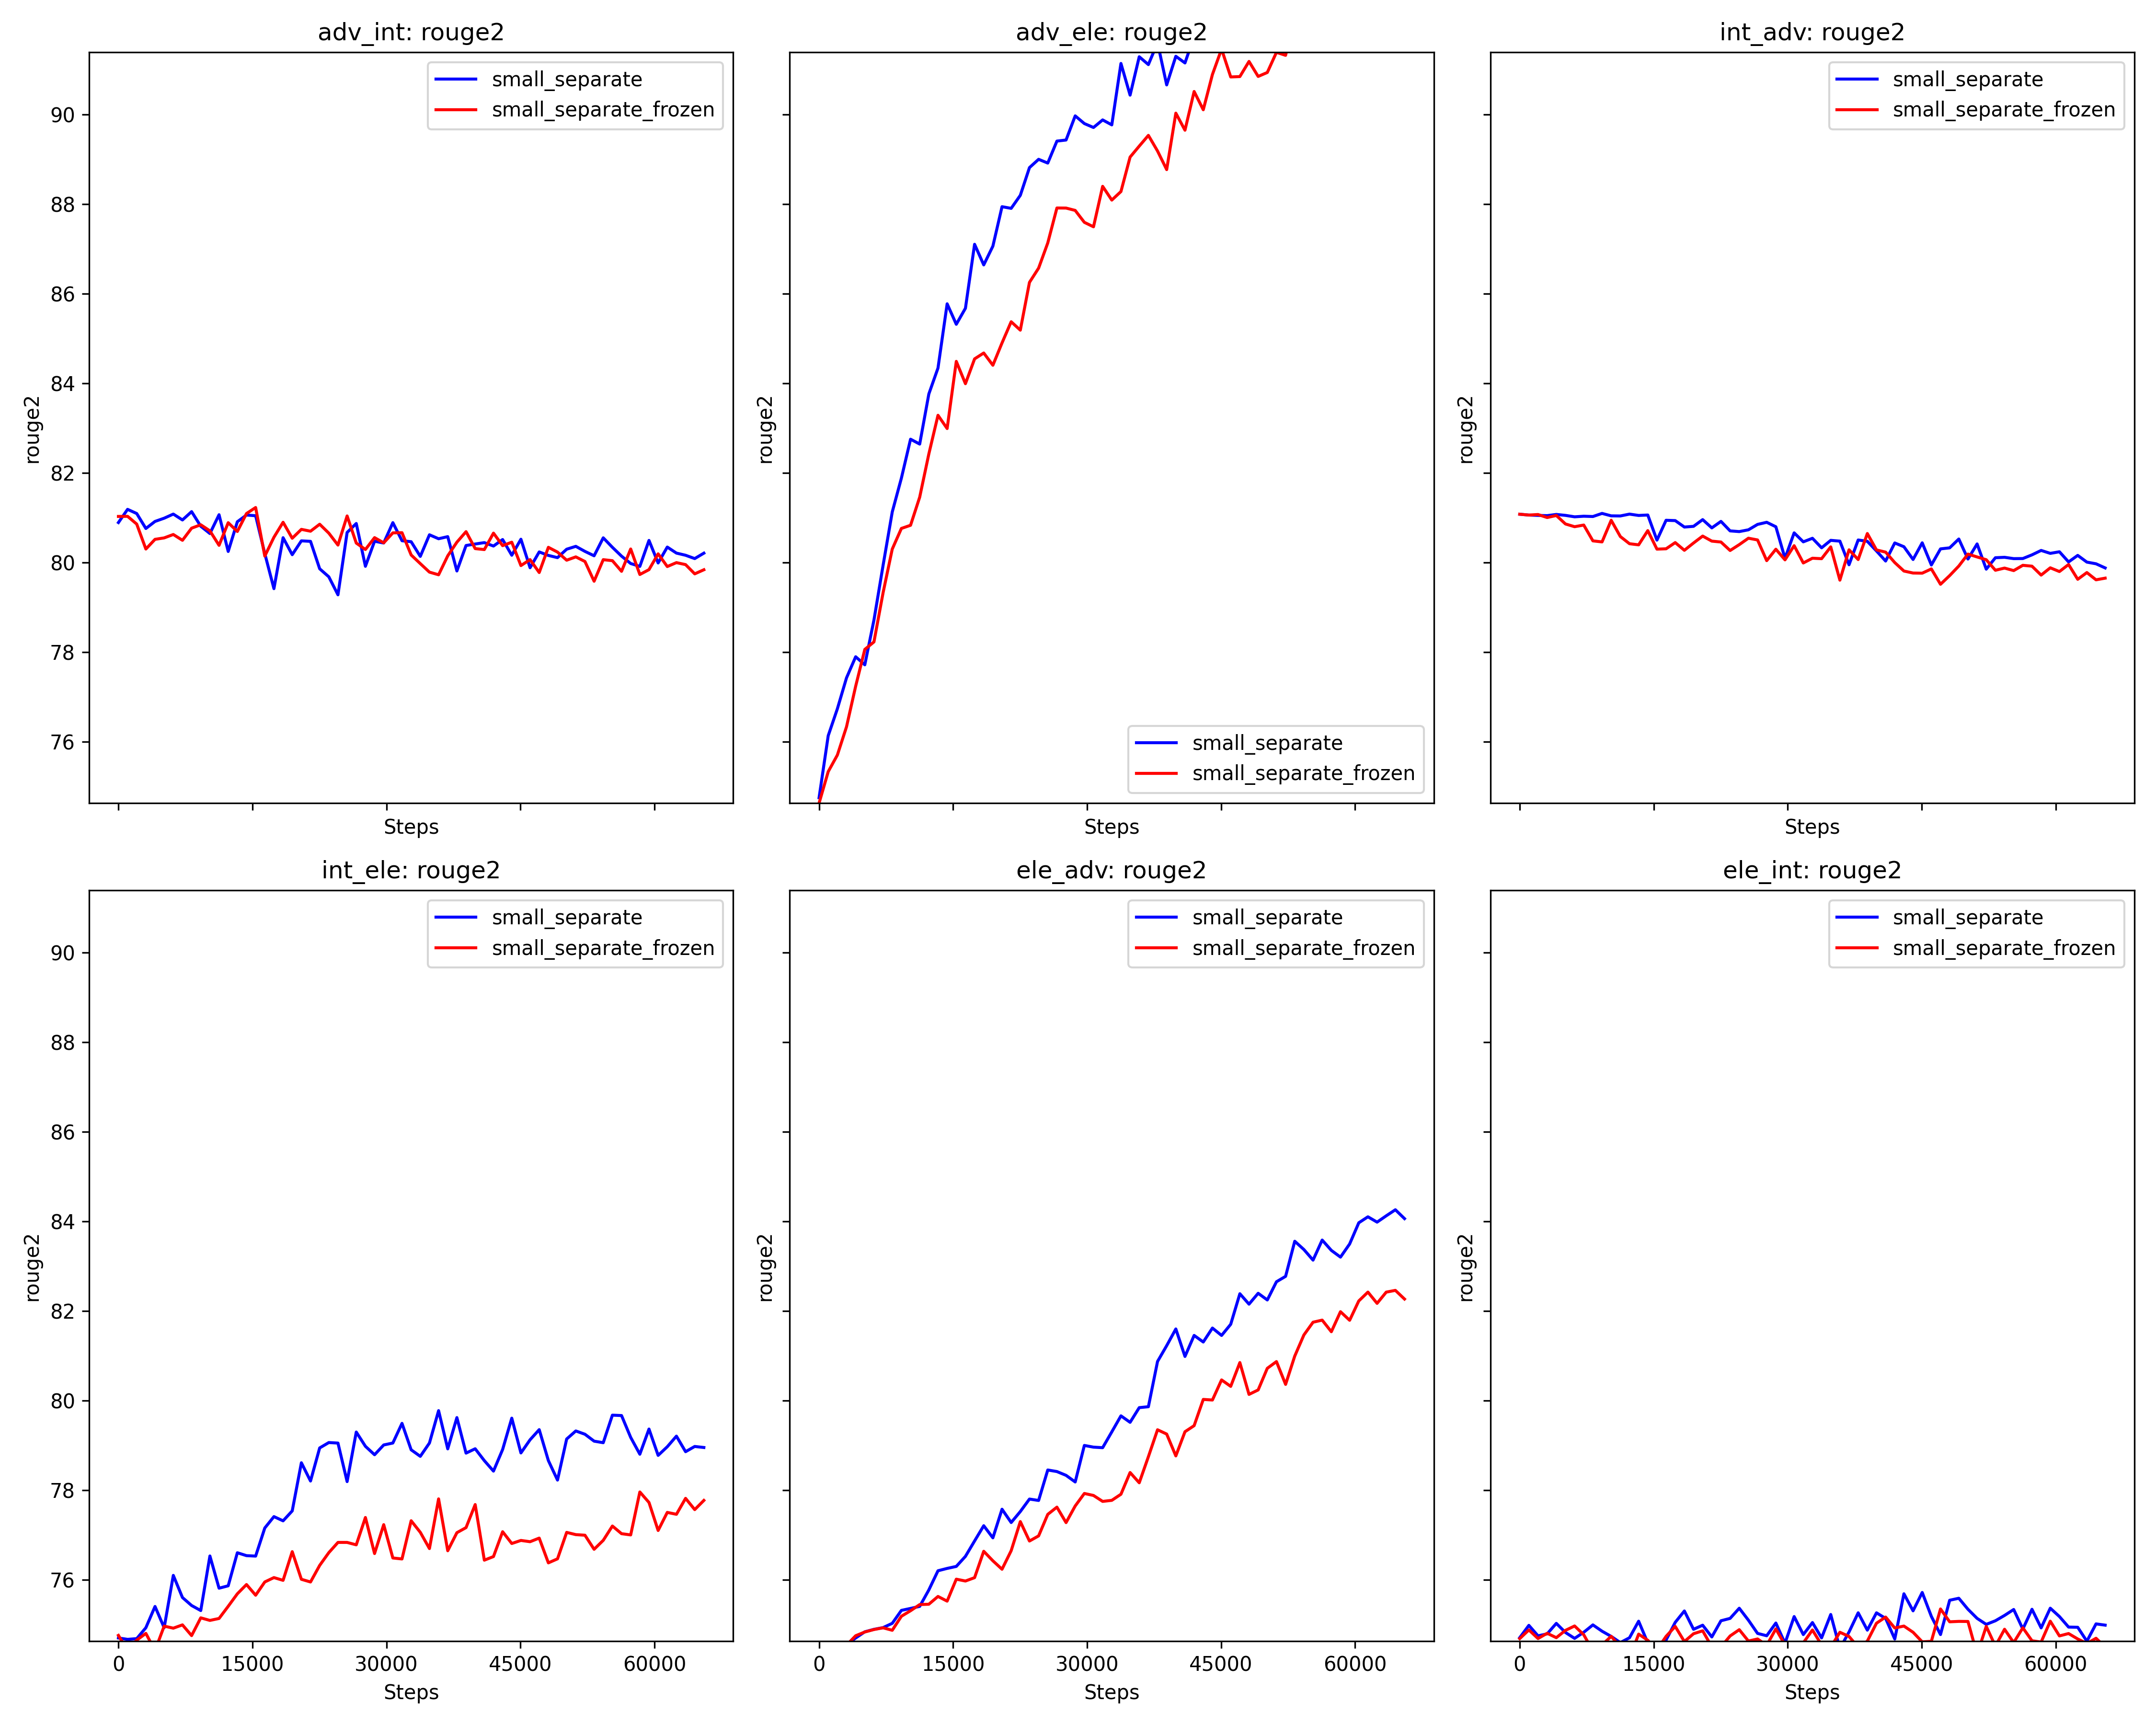 adv_int: rouge2
small_separate
small_separate_frozen
90
88
86
84
82
80
78
76
rouge2
Steps
adv_ele: rouge2
rouge2
small_separate
small_separate_frozen
Steps
int_adv: rouge2
small_separate
small_separate_frozen
rouge2
Steps
int_ele: rouge2
small_separate
small_separate_frozen
90
88
86
84
82
80
78
76
rouge2
0 15000 30000 45000 60000
Steps
ele_adv: rouge2
small_separate
small_separate_frozen
rouge2
0 15000 30000 45000 60000
Steps
ele_int: rouge2
small_separate
small_separate_frozen
rouge2
0 15000 30000 45000 60000
Steps